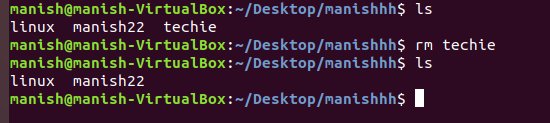 manish@manish-VirtualBox:~/Desktop/manishhh$ ls
linux  manish22  techie
manish@manish-VirtualBox:~/Desktop/manishhh$ rm techie
manish@manish-VirtualBox:~/Desktop/manishhh$ ls
linux  manish22
manish@manish-VirtualBox:~/Desktop/manishhh$